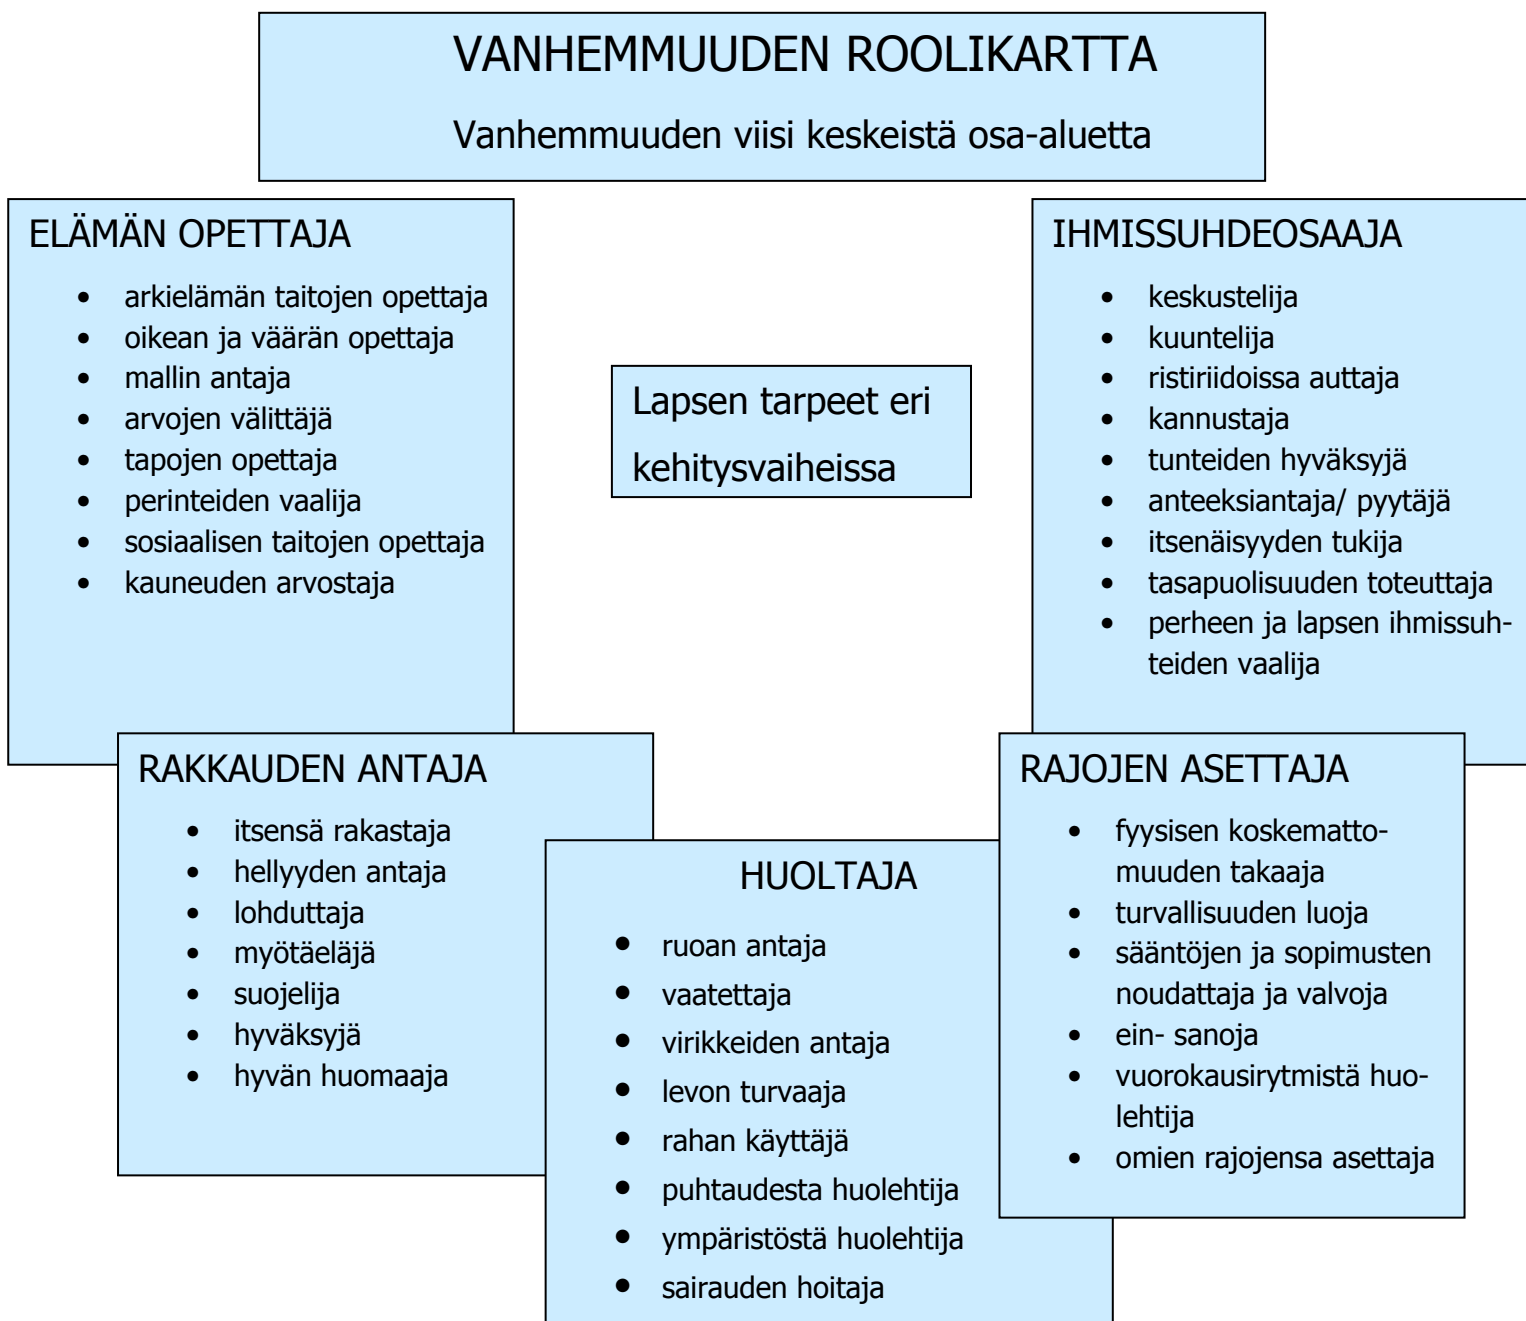 VANHEMMUUDEN ROOLIKARTTA
Vanhemmuuden viisi keskeistä osa-aluetta
ELÄMÄN OPETTAJA
• arkielämän taitojen opettaja
• oikean ja väärän opettaja
• mallin antaja
• arvojen välittäjä
• tapojen opettaja
• perinteiden vaalija
• sosiaalisen taitojen opettaja
• kauneuden arvostaja
Lapsen tarpeet eri
kehitysvaiheissa
IHMISSUHDEOSAAJA
• keskustelija
• kuuntelija
• ristiriidoissa auttaja
• kannustaja
• tunteiden hyväksyjä
• anteeksiantaja/ pyytäjä
• itsenäisyyden tukija
• tasapuolisuuden toteuttaja
• perheen ja lapsen ihmissuh-
teiden vaalija
RAKKAUDEN ANTAJA
• itsensä rakastaja
• hellyyden antaja
• lohduttaja
• myötäeläjä
• suojelija
• hyväksyjä
• hyvän huomaaja
HUOLTAJA
• ruoan antaja
• vaatettaja
• virikkeiden antaja
• levon turvaaja
• rahan käyttäjä
• puhtaudesta huolehtija
• ympäristöstä huolehtija
• sairauden hoitaja
RAJOJEN ASETTAJA
• fyysisen koskematto-
muuden takaaja
• turvallisuuden luoja
• sääntöjen ja sopimusten
noudattaja ja valvoja
• ein- sanoja
• vuorokausirytmistä huo-
lehtija
• omien rajojensa asettaja